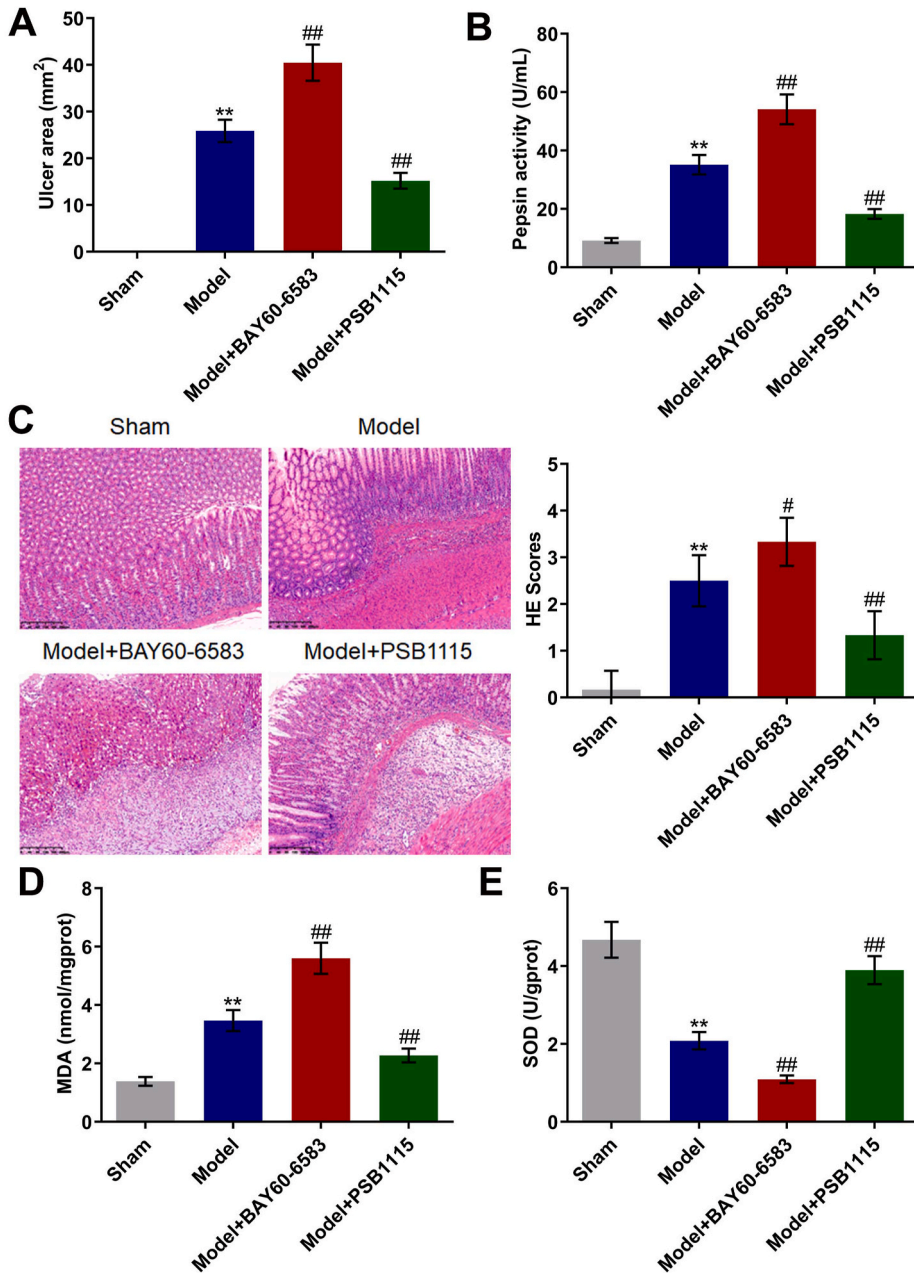 A
Ulcer area (mm²)
50
40
30
20
10
0
**
##
##
Sham
Model
Model+BAY60-6583
Model+PSB1115
B
Pepsin activity (U/mL)
80
60
40
20
0
**
##
##
Sham
Model
Model+BAY60-6583
Model+PSB1115
C
Sham
Model
Model+BAY60-6583
Model+PSB1115
HE Scores
5
4
3
2
1
0
**
#
##
Sham
Model
Model+BAY60-6583
Model+PSB1115
D
MDA (nmol/mgprot)
8
6
4
2
0
**
##
##
Sham
Model
Model+BAY60-6583
Model+PSB1115
E
SOD (U/gprot)
6
4
2
0
**
##
##
Sham
Model
Model+BAY60-6583
Model+PSB1115